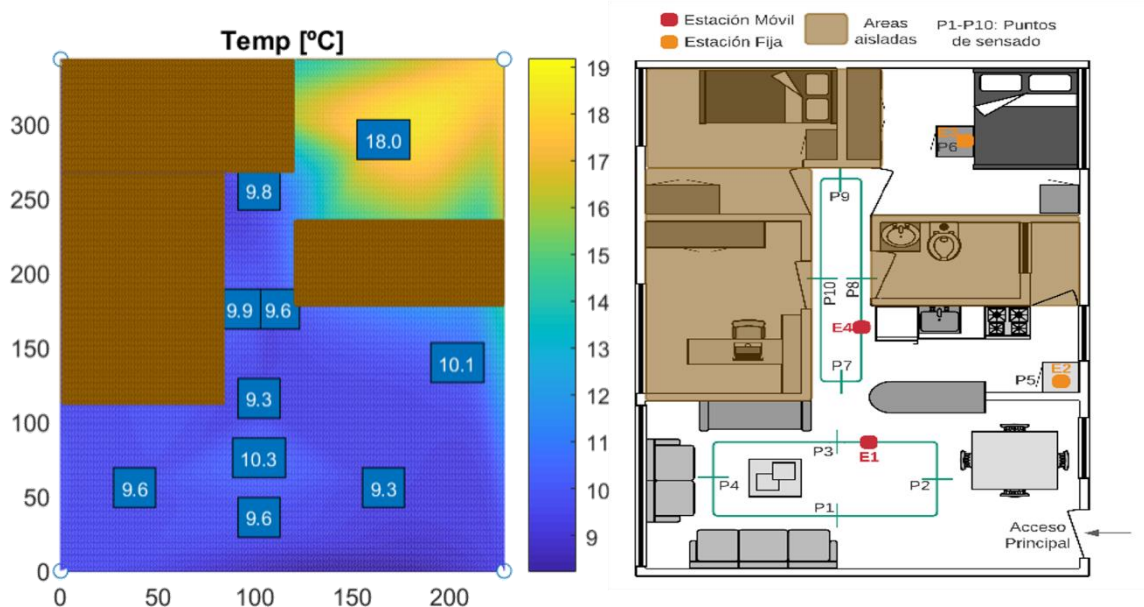 Temp [ºC]
300
250
200
150
100
50
0
0
50
100
150
200
18.0
9.8
9.9
9.6
10.1
9.3
10.3
9.6
9.3
9.6
19
18
17
16
15
14
13
12
11
10
9
Estación Móvil
Estación Fija
Areas
aisladas
P1-P10: Puntos
de sensado
P6
P9
P10
P8
E4
P7
P5
E2
P3
E1
P4
P2
P1
Acceso
Principal